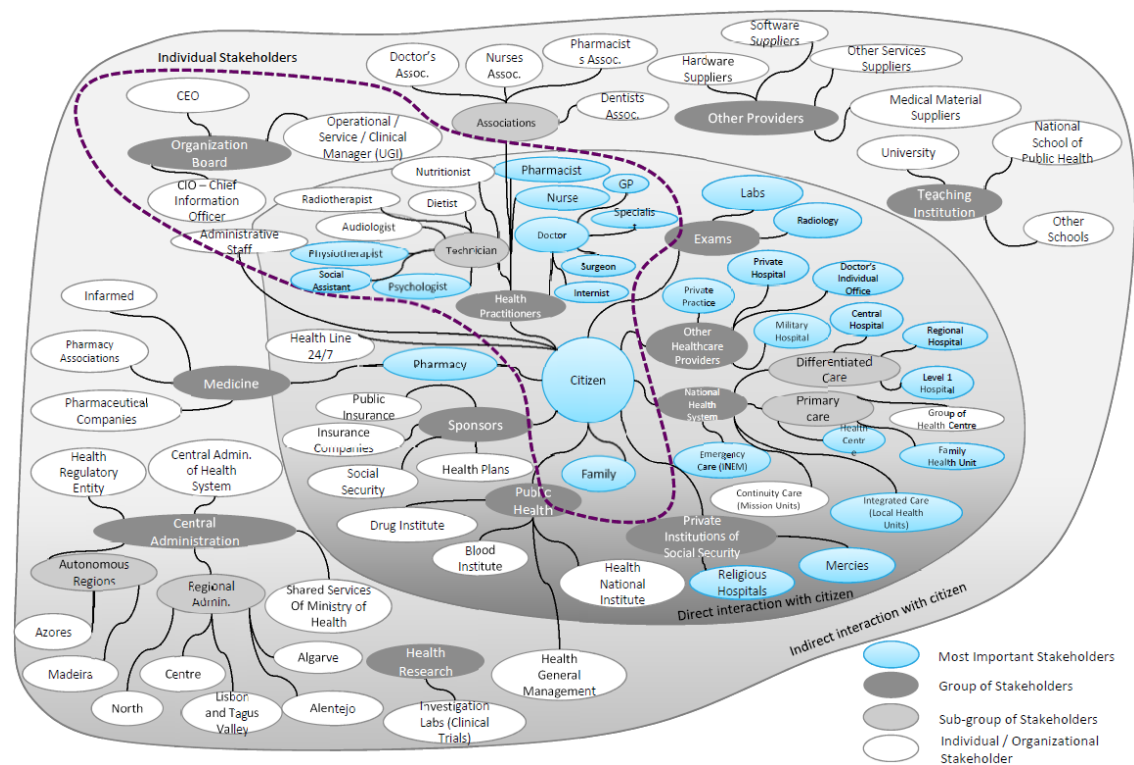 Individual Stakeholders
CEO
Organization
Board
Operational /
Service / Clinical
Manager (UGI)
CIO – Chief
Information
Officer
Administrative
Staff
Doctor's
Assoc.
Nurses
Assoc.
Pharmacist
s Assoc.
Dentists
Assoc.
Associations
Software
Suppliers
Hardware
Suppliers
Other Services
Suppliers
Other Providers
Medical Material
Suppliers
University
National
School of
Public Health
Teaching
Institution
Other
Schools
Nutritionist
Radiotherapist
Dietist
Audiologist
Technician
Physiotherapist
Social
Assistant
Psychologist
Pharmacist
Nurse
GP
Doctor
Specialis
t
Surgeon
Internist
Health
Practitioners
Labs
Radiology
Exams
Private
Hospital
Doctor's
Individual
Office
Private
Practice
Other
Healthcare
Providers
Military
Hospital
Central
Hospital
Regional
Hospital
Differentiated
Care
Level 1
Hospital
Primary
care
Group of
Health Centre
Health
Centr
e
Family
Health Unit
National
Health
System
Emergency
Care (INEM)
Continuity Care
(Mission Units)
Integrated Care
(Local Health
Units)
Infarmed
Pharmacy
Associations
Pharmaceutical
Companies
Medicine
Health Line
24/7
Pharmacy
Citizen
Family
Public
Insurance
Insurance
Companies
Social
Security
Sponsors
Health Plans
Public
Health
Drug Institute
Blood
Institute
Health
National
Institute
Health
General
Management
Private
Institutions of
Social Security
Religious
Hospitals
Mercies
Direct interaction with citizen
Indirect interaction with citizen
Health
Regulatory
Entity
Central Admin.
of Health
System
Central
Administration
Autonomous
Regions
Regional
Admin.
Shared Services
Of Ministry of
Health
Azores
Madeira
North
Centre
Lisbon
and Tagus
Valley
Algarve
Alentejo
Health
Research
Investigation
Labs (Clinical
Trials)
Most Important Stakeholders
Group of Stakeholders
Sub-group of Stakeholders
Individual / Organizational
Stakeholder